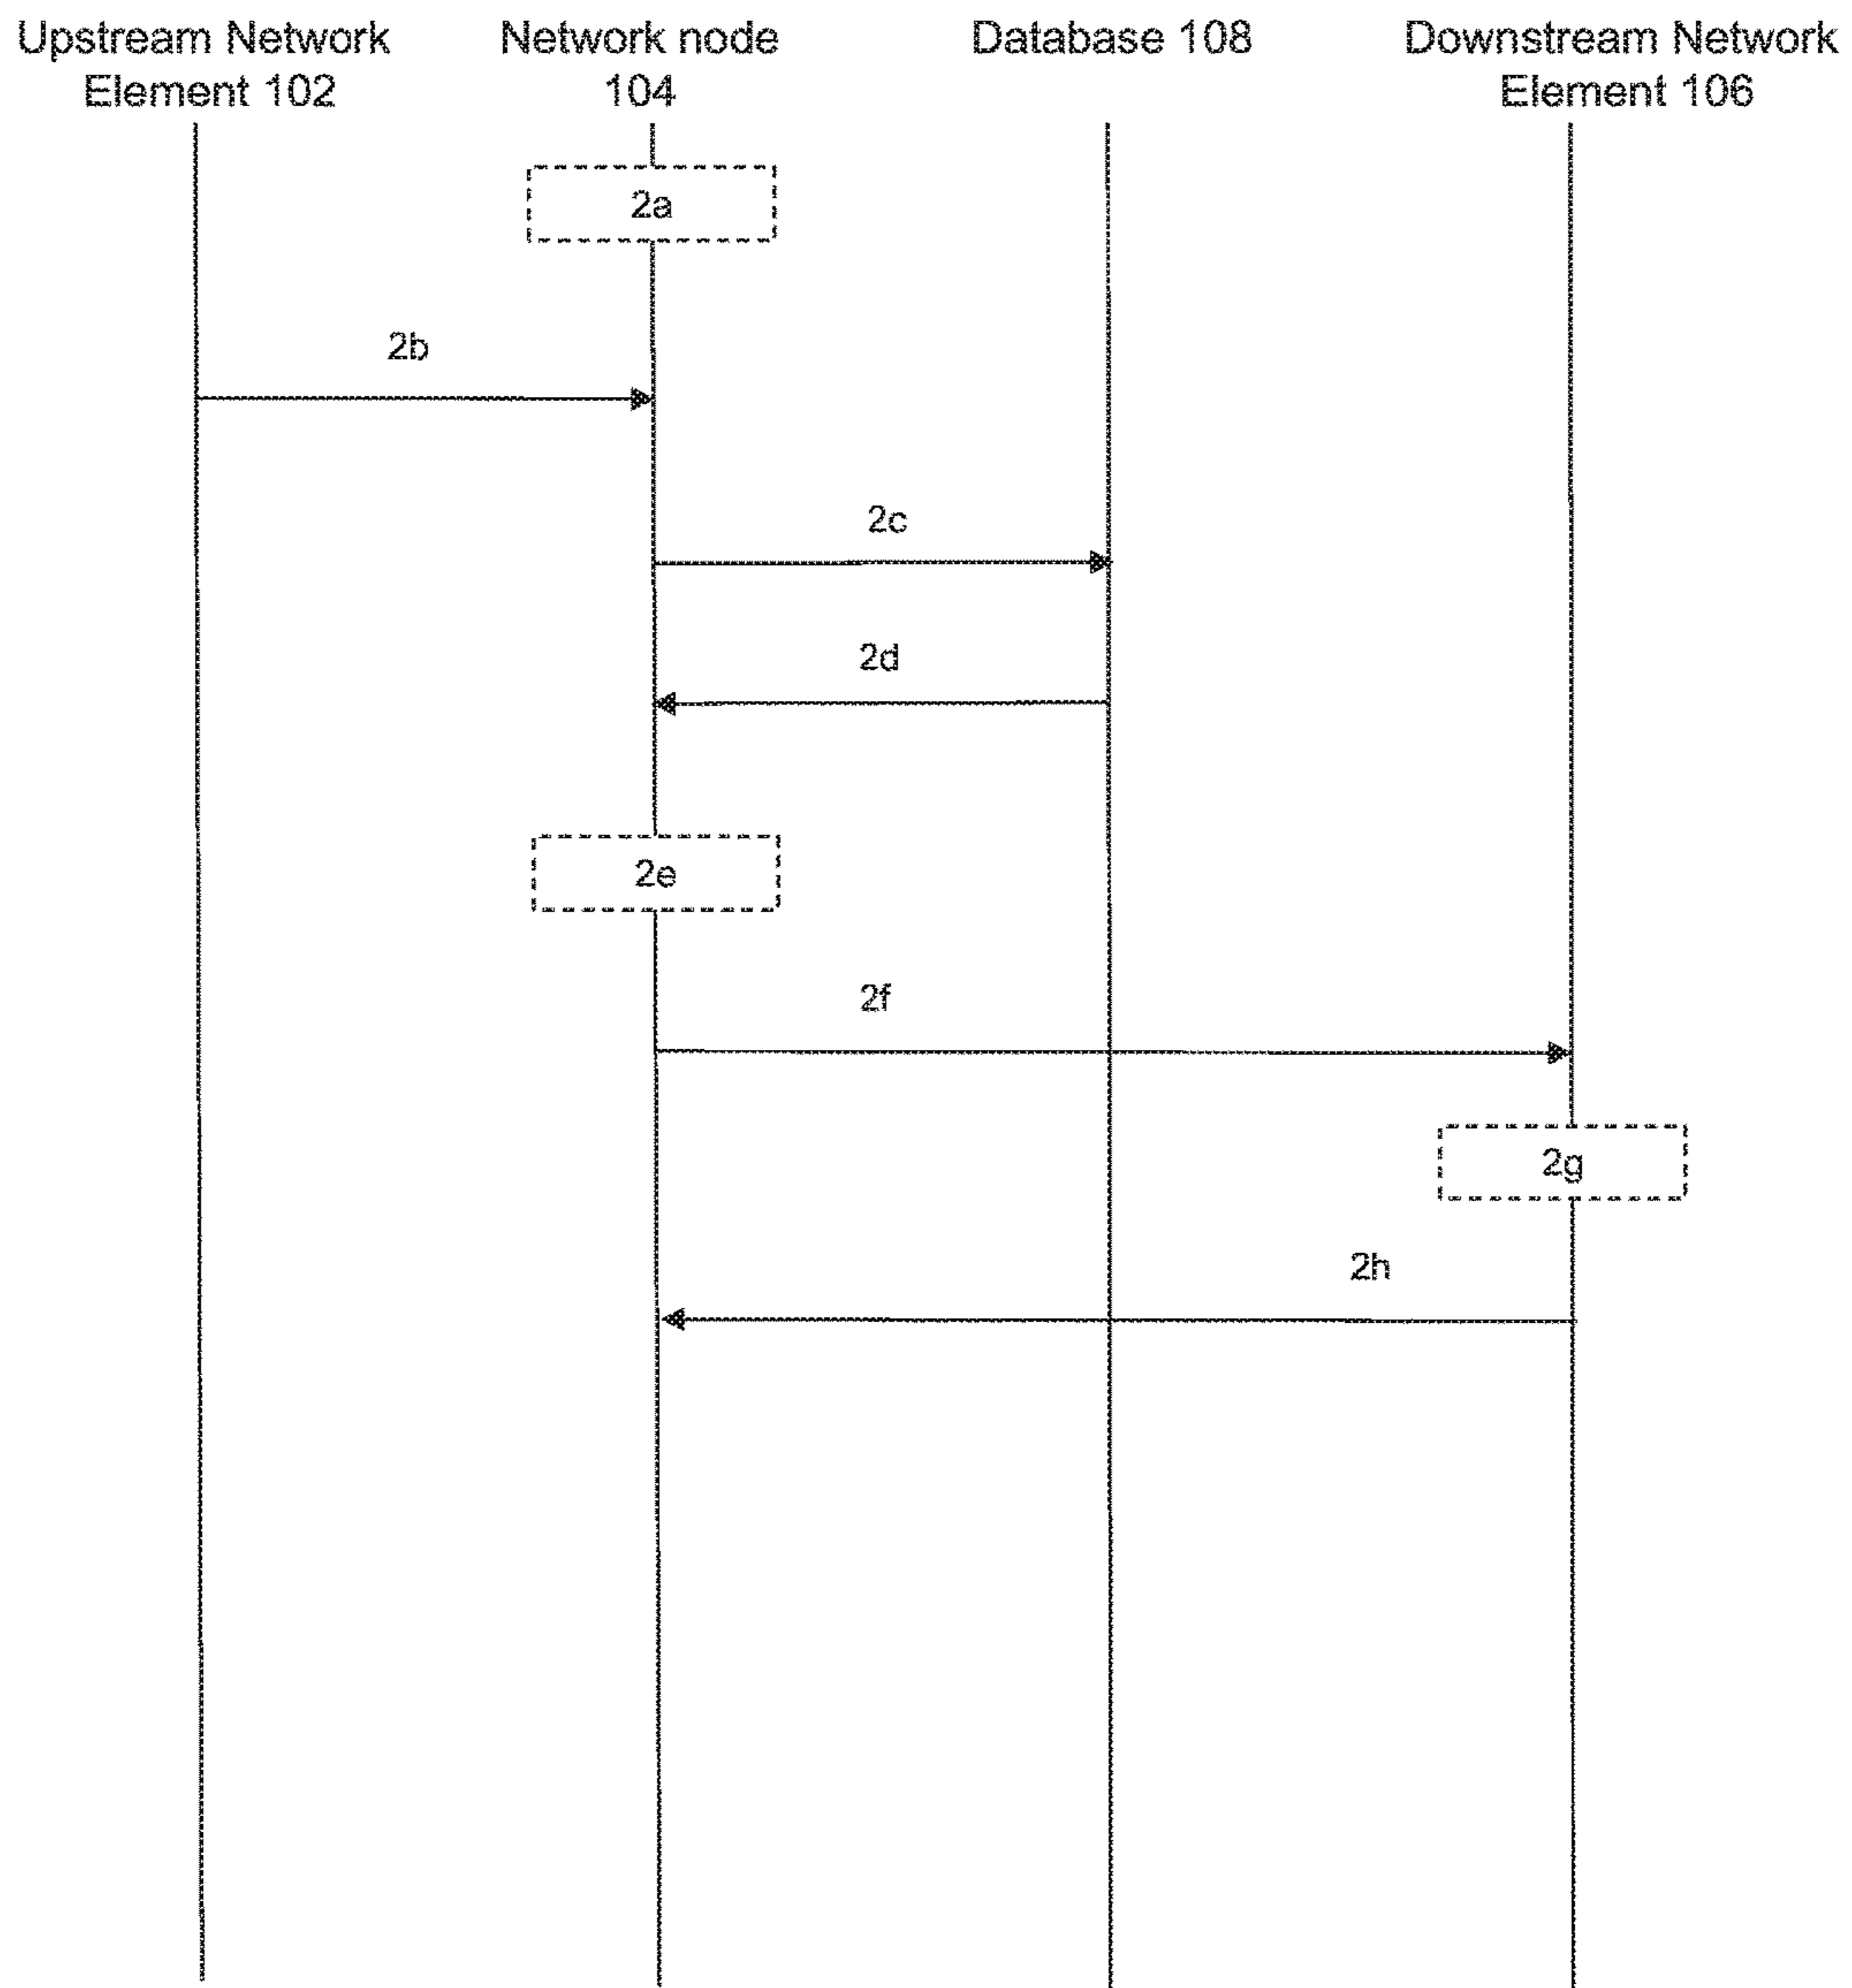 Upstream Network
Element 102
Network node
104
Database 108
Downstream Network
Element 106
2a
2b
2c
2d
2e
2f
2g
2h